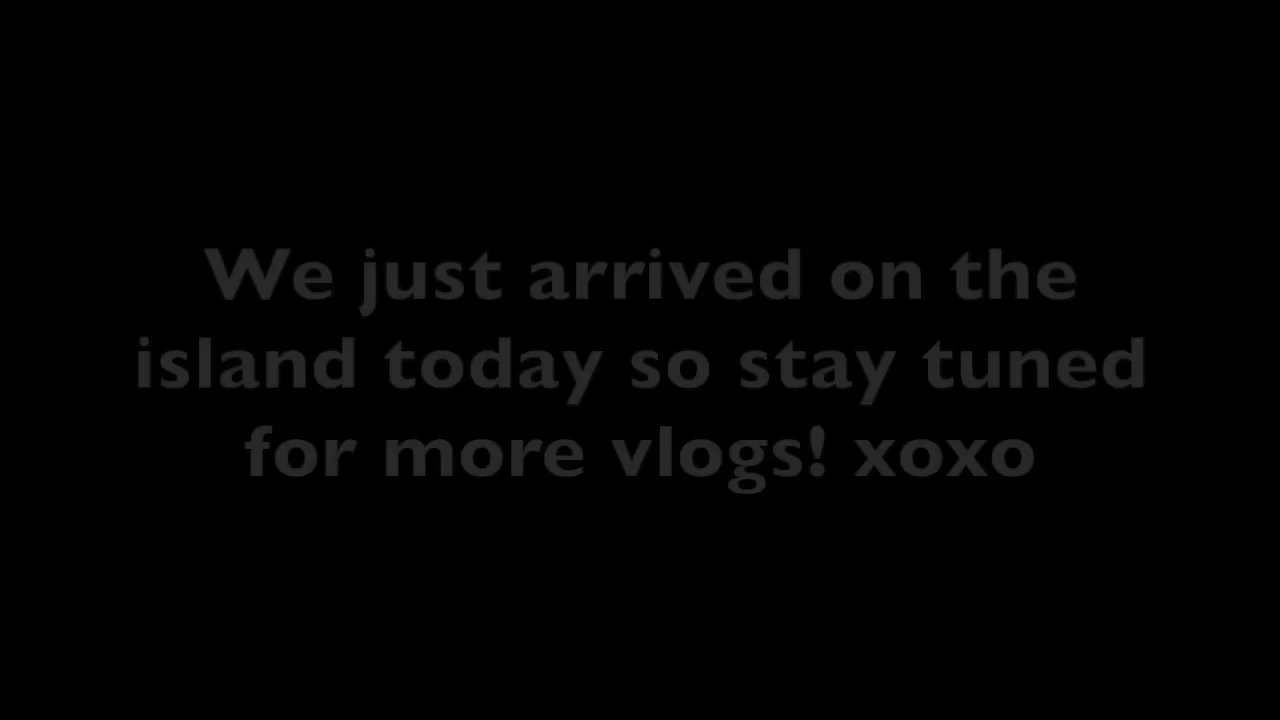 We just arrived on the
island today so stay tuned
for more vlogs! xoxo